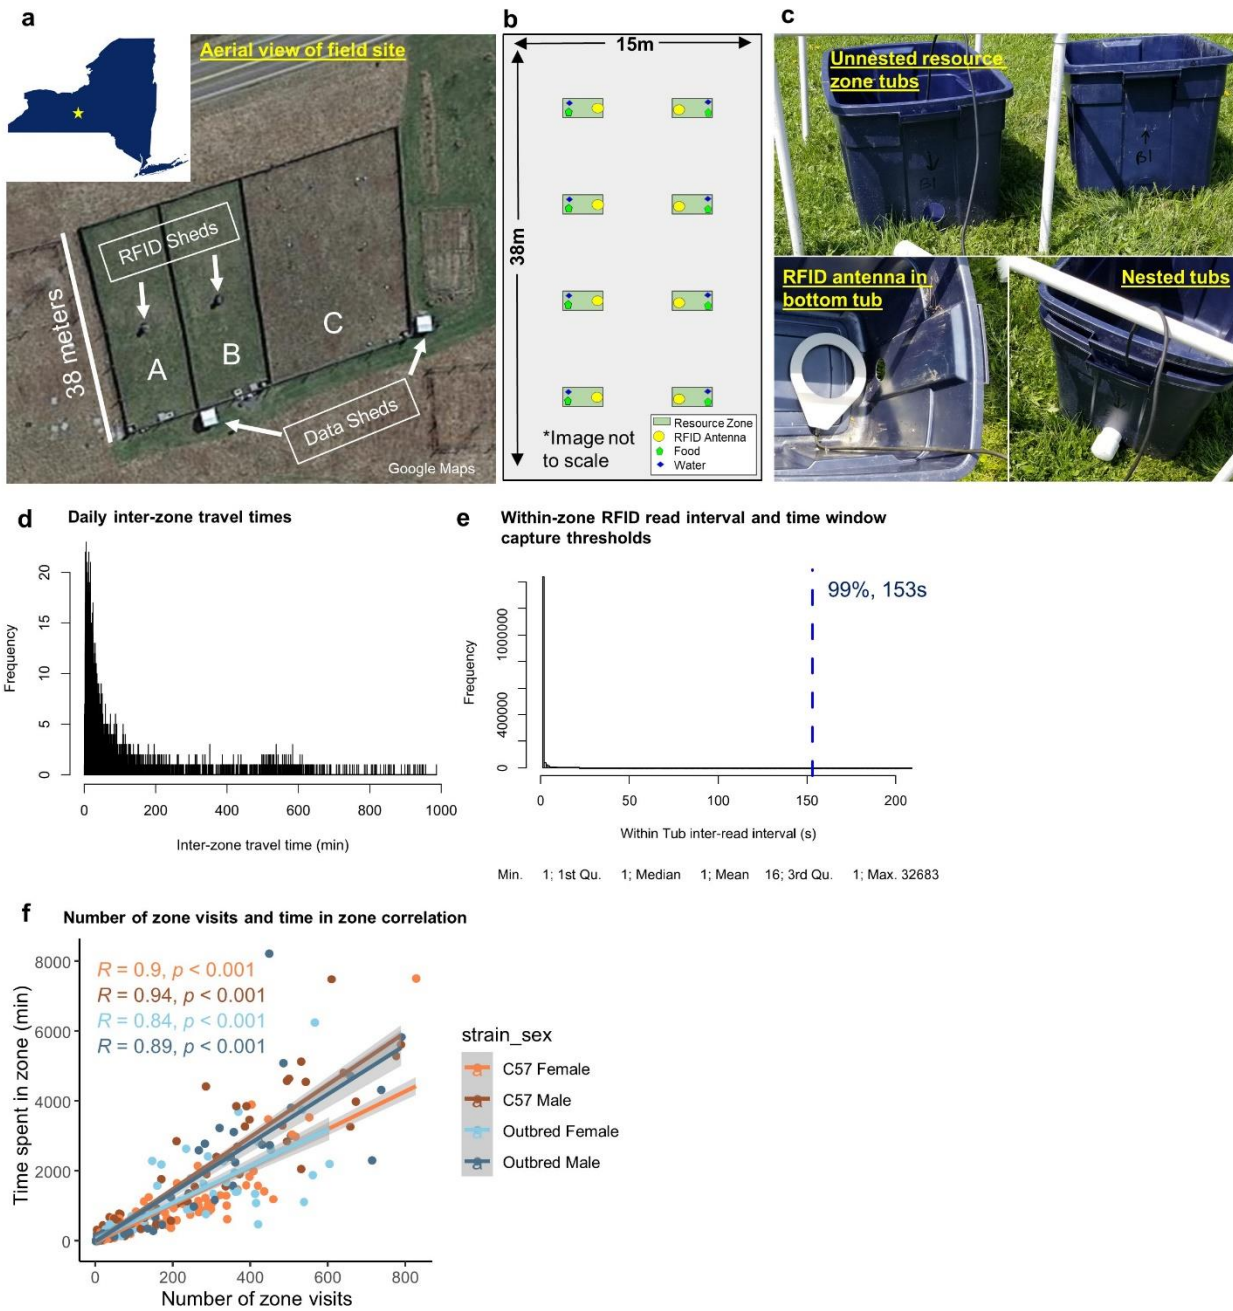 a
Aerial view of field site
RFID Sheds
38 meters
A
B
C
Data Sheds
Google Maps
b
15m
38m
*Image not
to scale
Resource Zone
RFID Antenna
Food
Water
c
Unnested resource
zone tubs
B1
B1
RFID antenna in
bottom tub
Nested tubs
d
Daily inter-zone travel times
Frequency
20
15
10
5
0
0 200 400 600 800 1000
Inter-zone travel time (min)
e
Within-zone RFID read interval and time window
capture thresholds
99%, 153s
Frequency
1000000
400000
0
0 50 100 150 200
Within Tub inter-read interval (s)
Min. 1; 1st Qu. 1; Median 1; Mean 16; 3rd Qu. 1; Max. 32683
f
Number of zone visits and time in zone correlation
R = 0.9, p < 0.001
R = 0.94, p < 0.001
R = 0.84, p < 0.001
R = 0.89, p < 0.001
Time spent in zone (min)
8000
6000
4000
2000
0
0 200 400 600 800
Number of zone visits
strain_sex
a C57 Female
a C57 Male
a Outbred Female
a Outbred Male